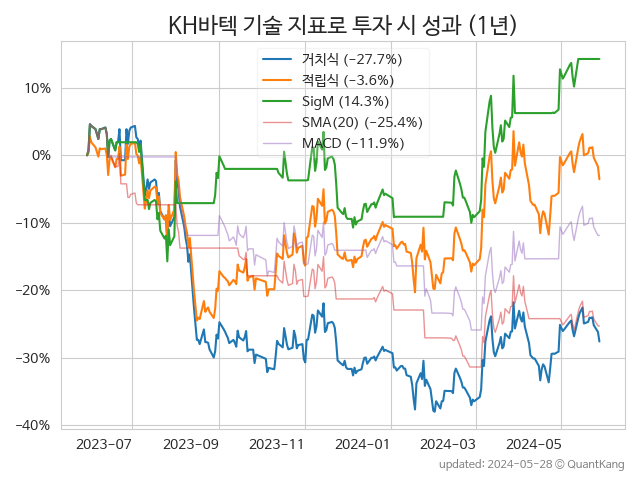 KH바텍 기술 지표로 투자 시 성과 (1년)
거치식 (−27.7%)
적립식 (−3.6%)
SigM (14.3%)
SMA(20) (−25.4%)
MACD (−11.9%)
10%
0%
−10%
−20%
−30%
−40%
2023−07
2023−09
2023−11
2024−01
2024−03
2024−05
updated: 2024−05−28 © QuantKang